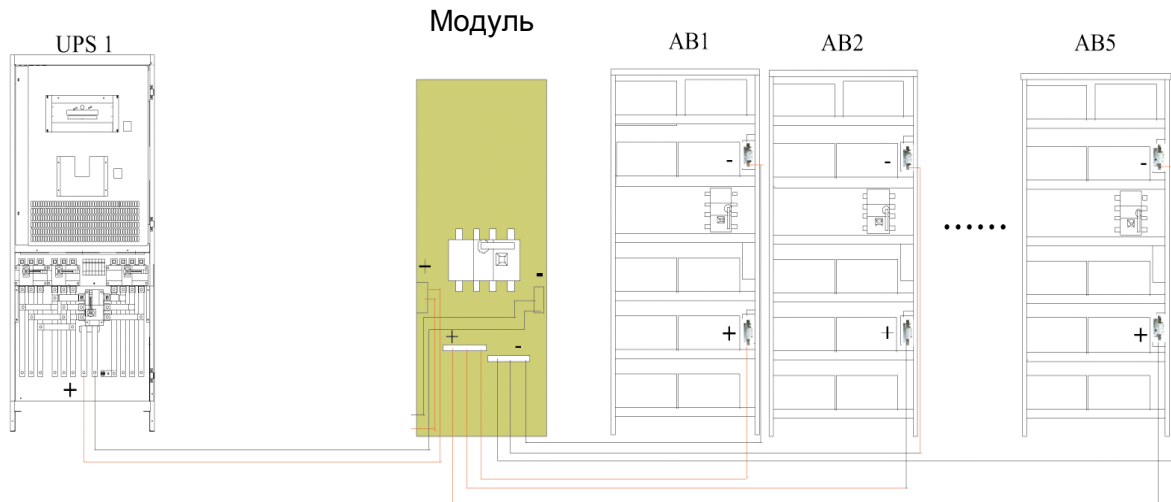 Модуль
UPS 1
AB1
AB2
AB5
......
+
-
+
-
+
-
+
-
+
-
+